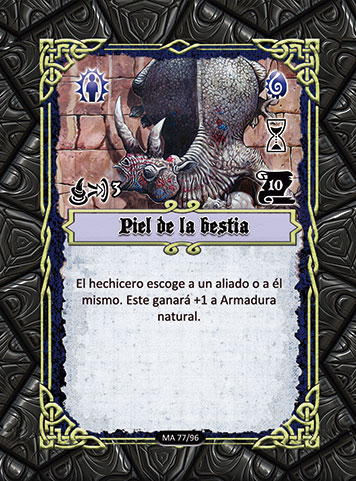 3
10
Piel de la bestia
El hechicero escoge a un aliado o a él
mismo. Este ganará +1 a Armadura
natural.
MA 77/96